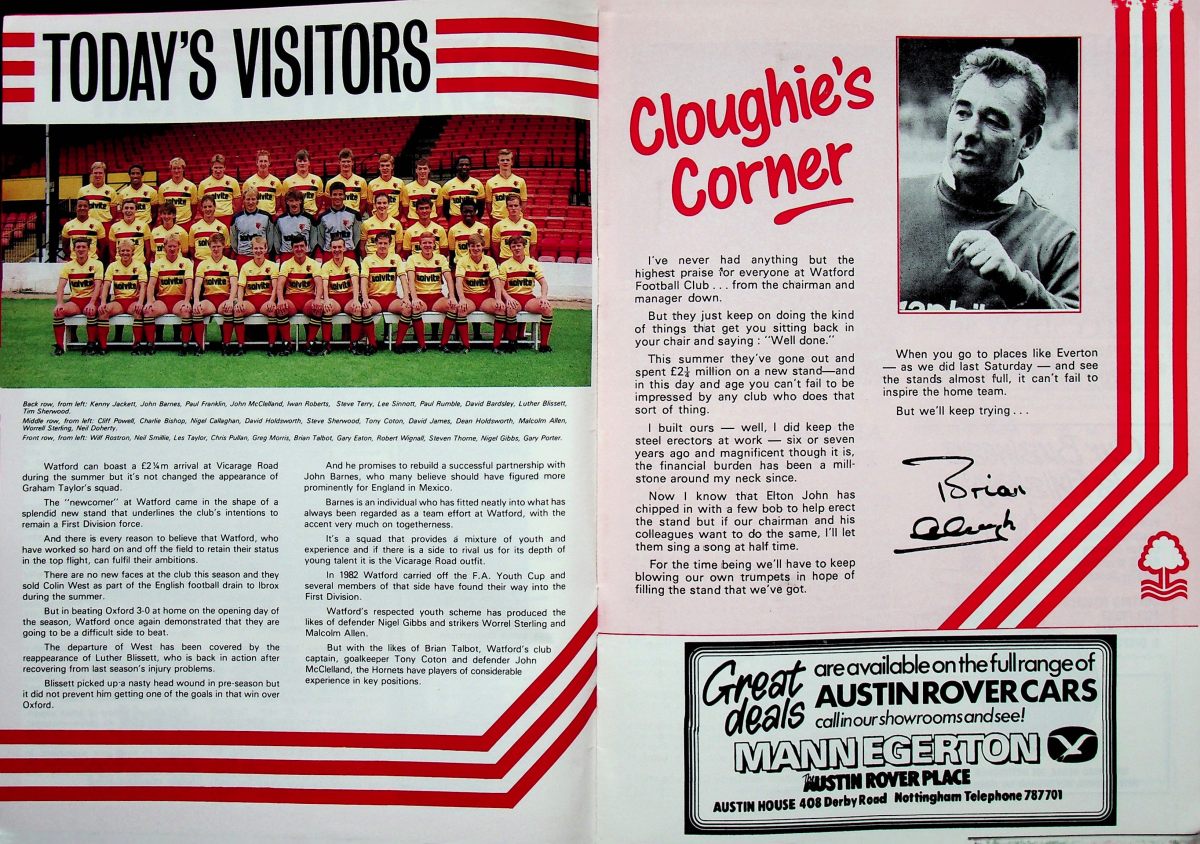 TODAY'S VISITORS
Back row, from left: Kenny Jackett, John Barnes, Paul Franklin, John McClelland, Iwan Roberts, Steve Terry, Lee Sinnott, Paul Rumble, David Bardsley, Luther Blissett,
Tim Sherwood.
Middle row, from left: Cliff Powell, Charlie Bishop, Nigel Callaghan, David Holdsworth, Steve Sherwood, Tony Coton, David James, Dean Holdsworth, Malcolm Allen,
Worrell Sterling, Neil Doherty.
Front row, from left: Wilf Rostron, Neil Smillie, Les Taylor, Chris Pullan, Greg Morris, Brian Talbot, Gary Eaton, Robert Wignall, Steven Thorne, Nigel Gibbs, Gary Porter.
Watford can boast a £2¼m arrival at Vicarage Road
during the summer but it's not changed the appearance of
Graham Taylor's squad.
The "newcomer" at Watford came in the shape of a
splendid new stand that underlines the club's intentions to
remain a First Division force.
And there is every reason to believe that Watford, who
have worked so hard on and off the field to retain their status
in the top flight, can fulfil their ambitions.
There are no new faces at the club this season and they
sold Colin West as part of the English football drain to Ibrox
during the summer.
But in beating Oxford 3-0 at home on the opening day of
the season, Watford once again demonstrated that they are
going to be a difficult side to beat.
The departure of West has been covered by the
reappearance of Luther Blissett, who is back in action after
recovering from last season's injury problems.
Blissett picked up a nasty head wound in pre-season but
it did not prevent him getting one of the goals in that win over
Oxford.
And he promises to rebuild a successful partnership with
John Barnes, who many believe should have figured more
prominently for England in Mexico.
Barnes is an individual who has fitted neatly into what has
always been regarded as a team effort at Watford, with the
accent very much on togetherness.
It's a squad that provides a mixture of youth and
experience and if there is a side to rival us for its depth of
young talent it is the Vicarage Road outfit.
In 1982 Watford carried off the F.A. Youth Cup and
several members of that side have found their way into the
First Division.
Watford's respected youth scheme has produced the
likes of defender Nigel Gibbs and strikers Worrel Sterling and
Malcolm Allen.
But with the likes of Brian Talbot, Watford's club
captain, goalkeeper Tony Coton and defender John
McClelland, the Hornets have players of considerable
experience in key positions.
Cloughie's
Corner
I've never had anything but the
highest praise for everyone at Watford
Football Club . . . from the chairman and
manager down.
But they just keep on doing the kind
of things that get you sitting back in
your chair and saying : "Well done."
This summer they've gone out and
spent £2¼ million on a new stand—and
in this day and age you can't fail to be
impressed by any club who does that
sort of thing.
I built ours — well, I did keep the
steel erectors at work — six or seven
years ago and magnificent though it is,
the financial burden has been a mill-
stone around my neck since.
Now I know that Elton John has
chipped in with a few bob to help erect
the stand but if our chairman and his
colleagues want to do the same, I'll let
them sing a song at half time.
For the time being we'll have to keep
blowing our own trumpets in hope of
filling the stand that we've got.
When you go to places like Everton
— as we did last Saturday — and see
the stands almost full, it can't fail to
inspire the home team.
But we'll keep trying . . .
Brian
Clough
Great
deals
are available on the full range of
AUSTIN ROVER CARS
call in our showrooms and see!
MANN EGERTON
The AUSTIN ROVER PLACE
AUSTIN HOUSE 408 Derby Road Nottingham Telephone 787701